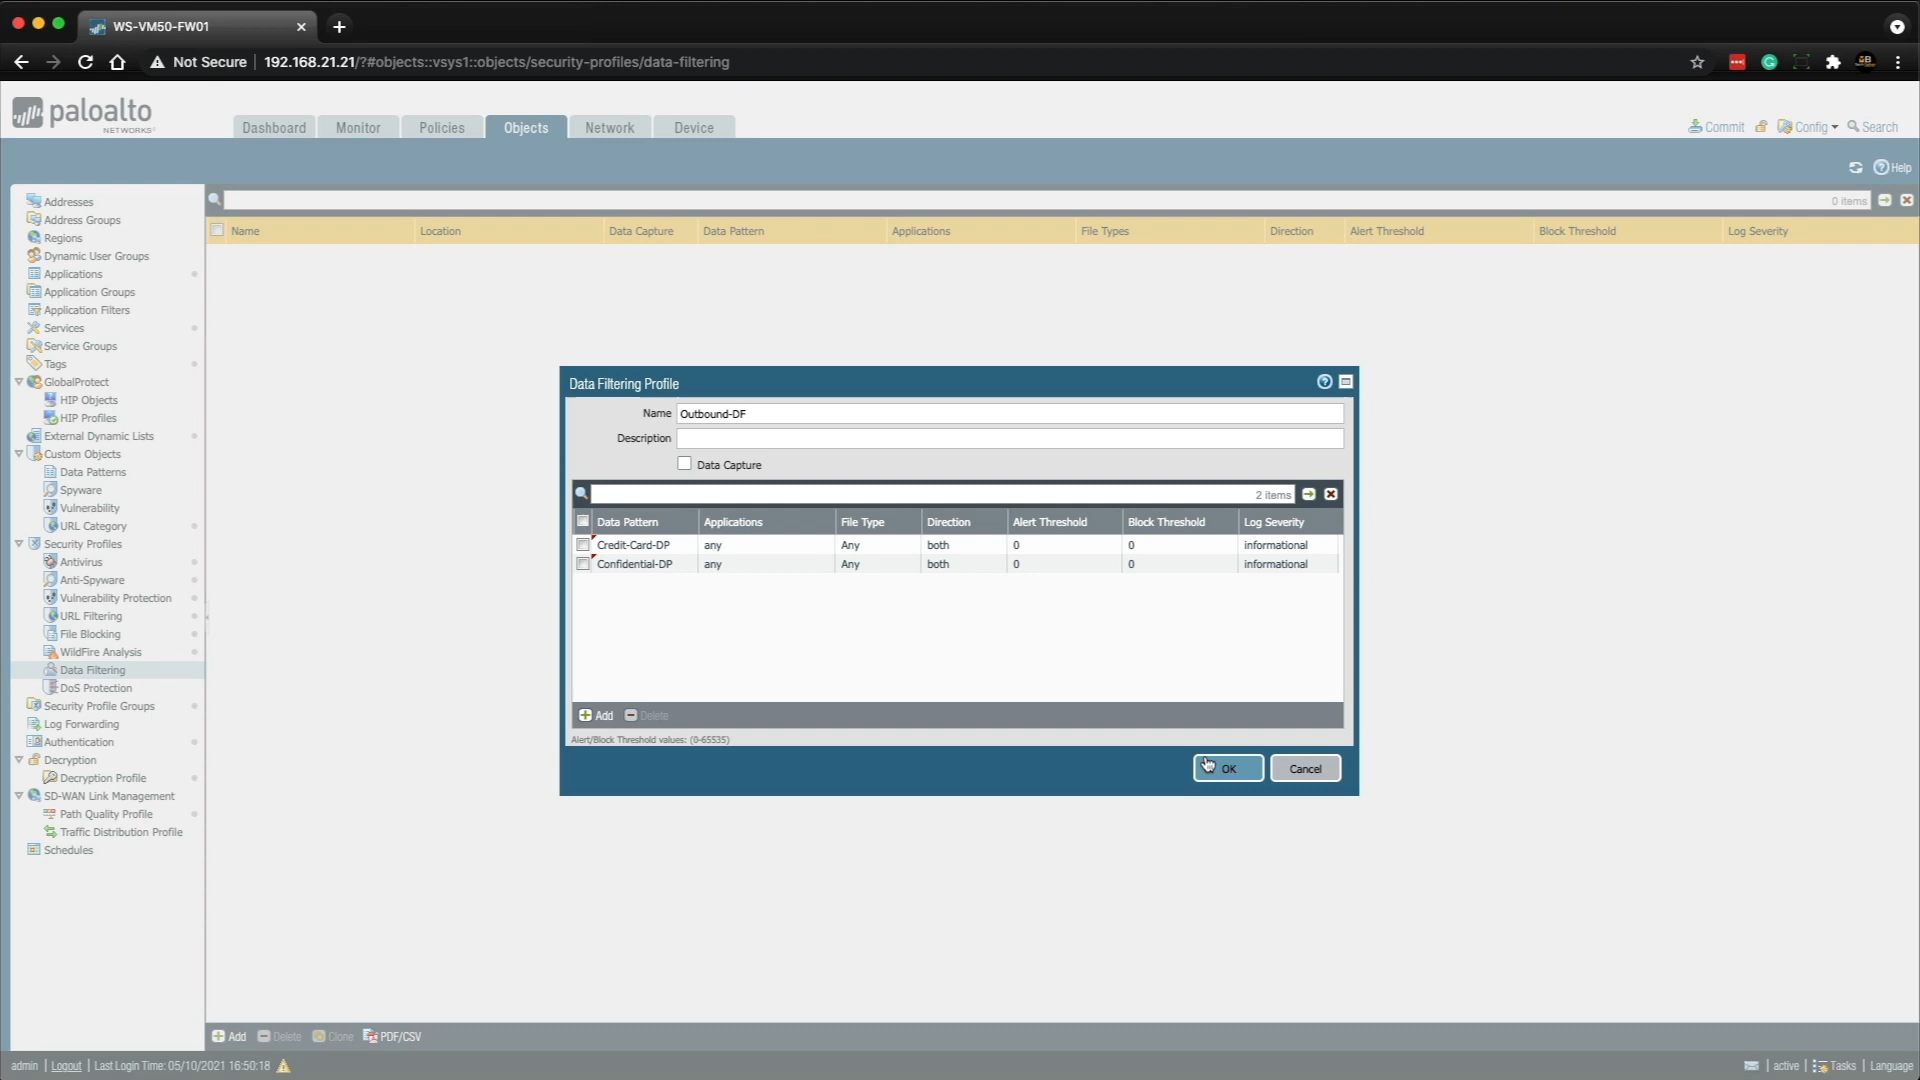 WS-VM50-FW01
Not Secure 192.168.21.21/?#objects::vsys1::objects/security-profiles/data-filtering
paloalto
NETWORKS
Dashboard Monitor Policies Objects Network Device
Commit Config Search
Help
0 items
Name Location Data Capture Data Pattern Applications File Types Direction Alert Threshold Block Threshold Log Severity
Addresses
Address Groups
Regions
Dynamic User Groups
Applications
Application Groups
Application Filters
Services
Service Groups
Tags
GlobalProtect
HIP Objects
HIP Profiles
External Dynamic Lists
Custom Objects
Data Patterns
Spyware
Vulnerability
URL Category
Security Profiles
Antivirus
Anti-Spyware
Vulnerability Protection
URL Filtering
File Blocking
WildFire Analysis
Data Filtering
DoS Protection
Security Profile Groups
Log Forwarding
Authentication
Decryption
Decryption Profile
SD-WAN Link Management
Path Quality Profile
Traffic Distribution Profile
Schedules
Data Filtering Profile
Name Outbound-DF
Description
Data Capture
2 items
Data Pattern Applications File Type Direction Alert Threshold Block Threshold Log Severity
Credit-Card-DP any Any both 0 0 informational
Confidential-DP any Any both 0 0 informational
Add Delete
Alert/Block Threshold values: (0-65535)
OK Cancel
Add Delete Clone PDF/CSV
admin | Logout | Last Login Time: 05/10/2021 16:50:18 | active | Tasks | Language